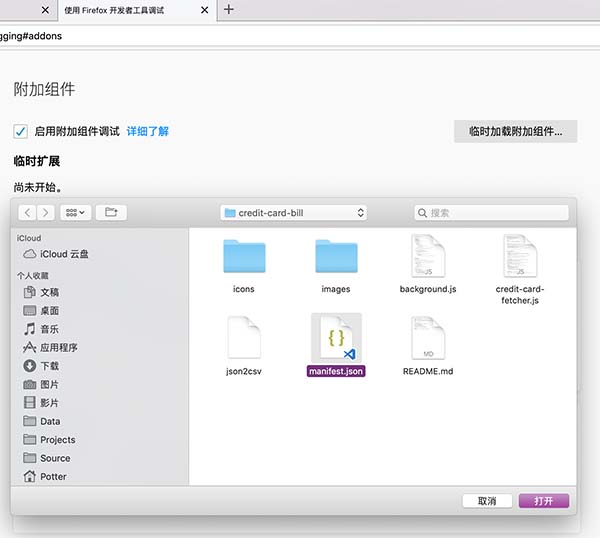 使用 Firefox 开发者工具调试
gging#addons
附加组件
启用附加组件调试 详细了解
临时加载附加组件...
临时扩展
尚未开始。
credit-card-bill
搜索
iCloud
iCloud 云盘
个人收藏
文稿
桌面
音乐
应用程序
下载
图片
影片
Data
Projects
Source
Potter
icons
images
JS
background.js
JS
credit-card-
fetcher.js
json2csv
{ }
manifest.json
MD
README.md
取消
打开